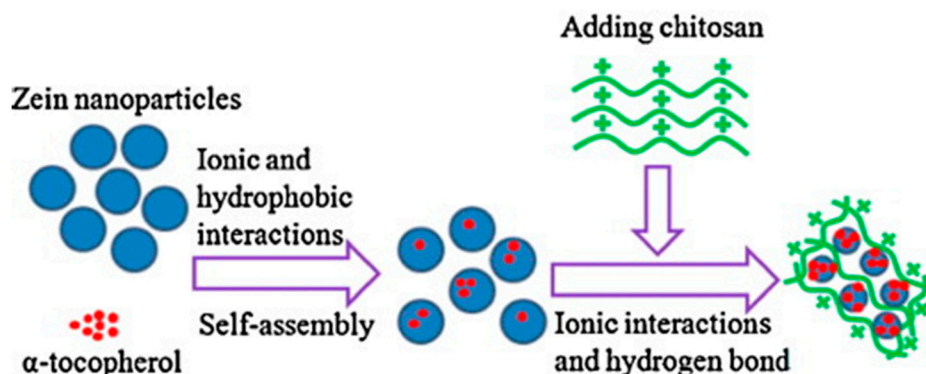 Adding chitosan
Zein nanoparticles
Ionic and
hydrophobic
interactions
Self-assembly
α-tocopherol
Ionic interactions
and hydrogen bond